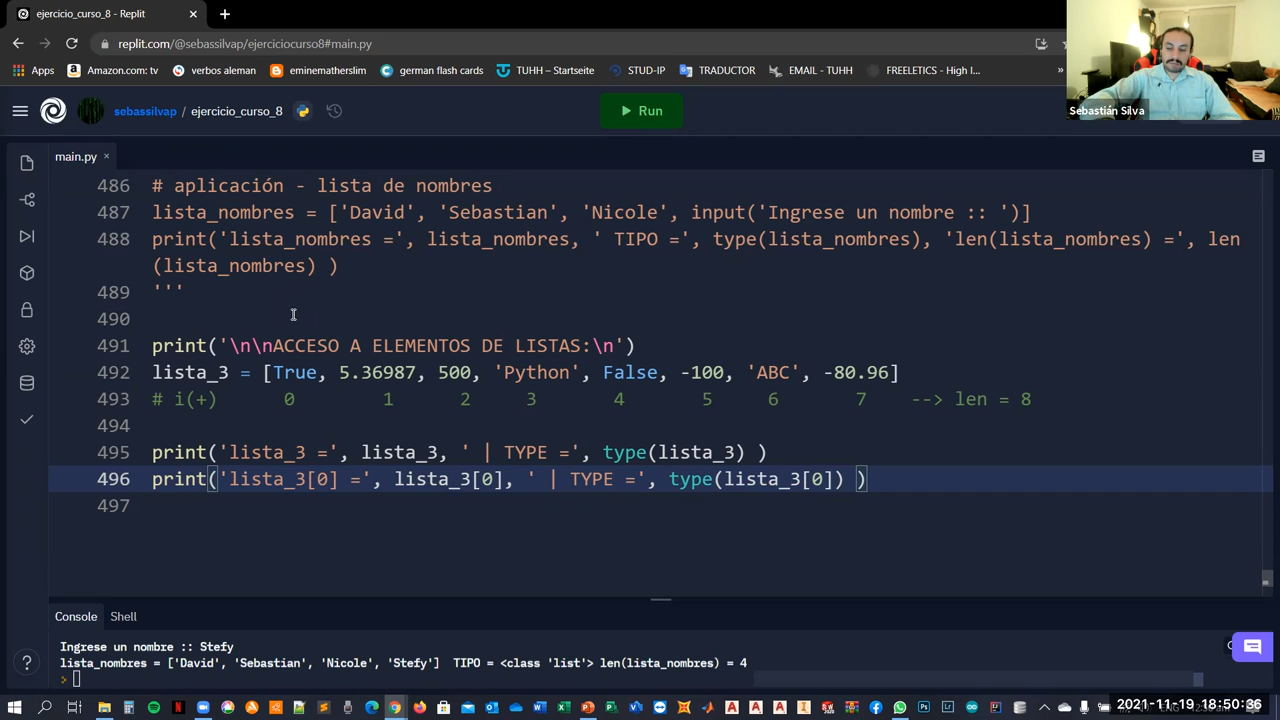 ejercicio_curso_8 - Replit
replit.com/@sebassilvap/ejerciciocurso8#main.py
Apps Amazon.com: tv verbos aleman eminemathslim german flash cards TUHH – Startseite STUD-IP TRADUCTOR EMAIL - TUHH FREELETICS - High I... »
Sebastián Silva
sebassilvap / ejercicio_curso_8 Run
main.py
486 # aplicación - lista de nombres
487 lista_nombres = ['David', 'Sebastian', 'Nicole', input('Ingrese un nombre :: ')]
488 print('lista_nombres =', lista_nombres, ' TIPO =', type(lista_nombres), 'len(lista_nombres) =', len
(lista_nombres) )
489 '''
490
491 print('\n\nACCESO A ELEMENTOS DE LISTAS:\n')
492 lista_3 = [True, 5.36987, 500, 'Python', False, -100, 'ABC', -80.96]
493 # i(+) 0 1 2 3 4 5 6 7 --> len = 8
494
495 print('lista_3 =', lista_3, ' | TYPE =', type(lista_3) )
496 print('lista_3[0] =', lista_3[0], ' | TYPE =', type(lista_3[0]) )
497
Console Shell
Ingrese un nombre :: Stefy
lista_nombres = ['David', 'Sebastian', 'Nicole', 'Stefy'] TIPO = <class 'list'> len(lista_nombres) = 4
>
2021-11-19 18:50:36